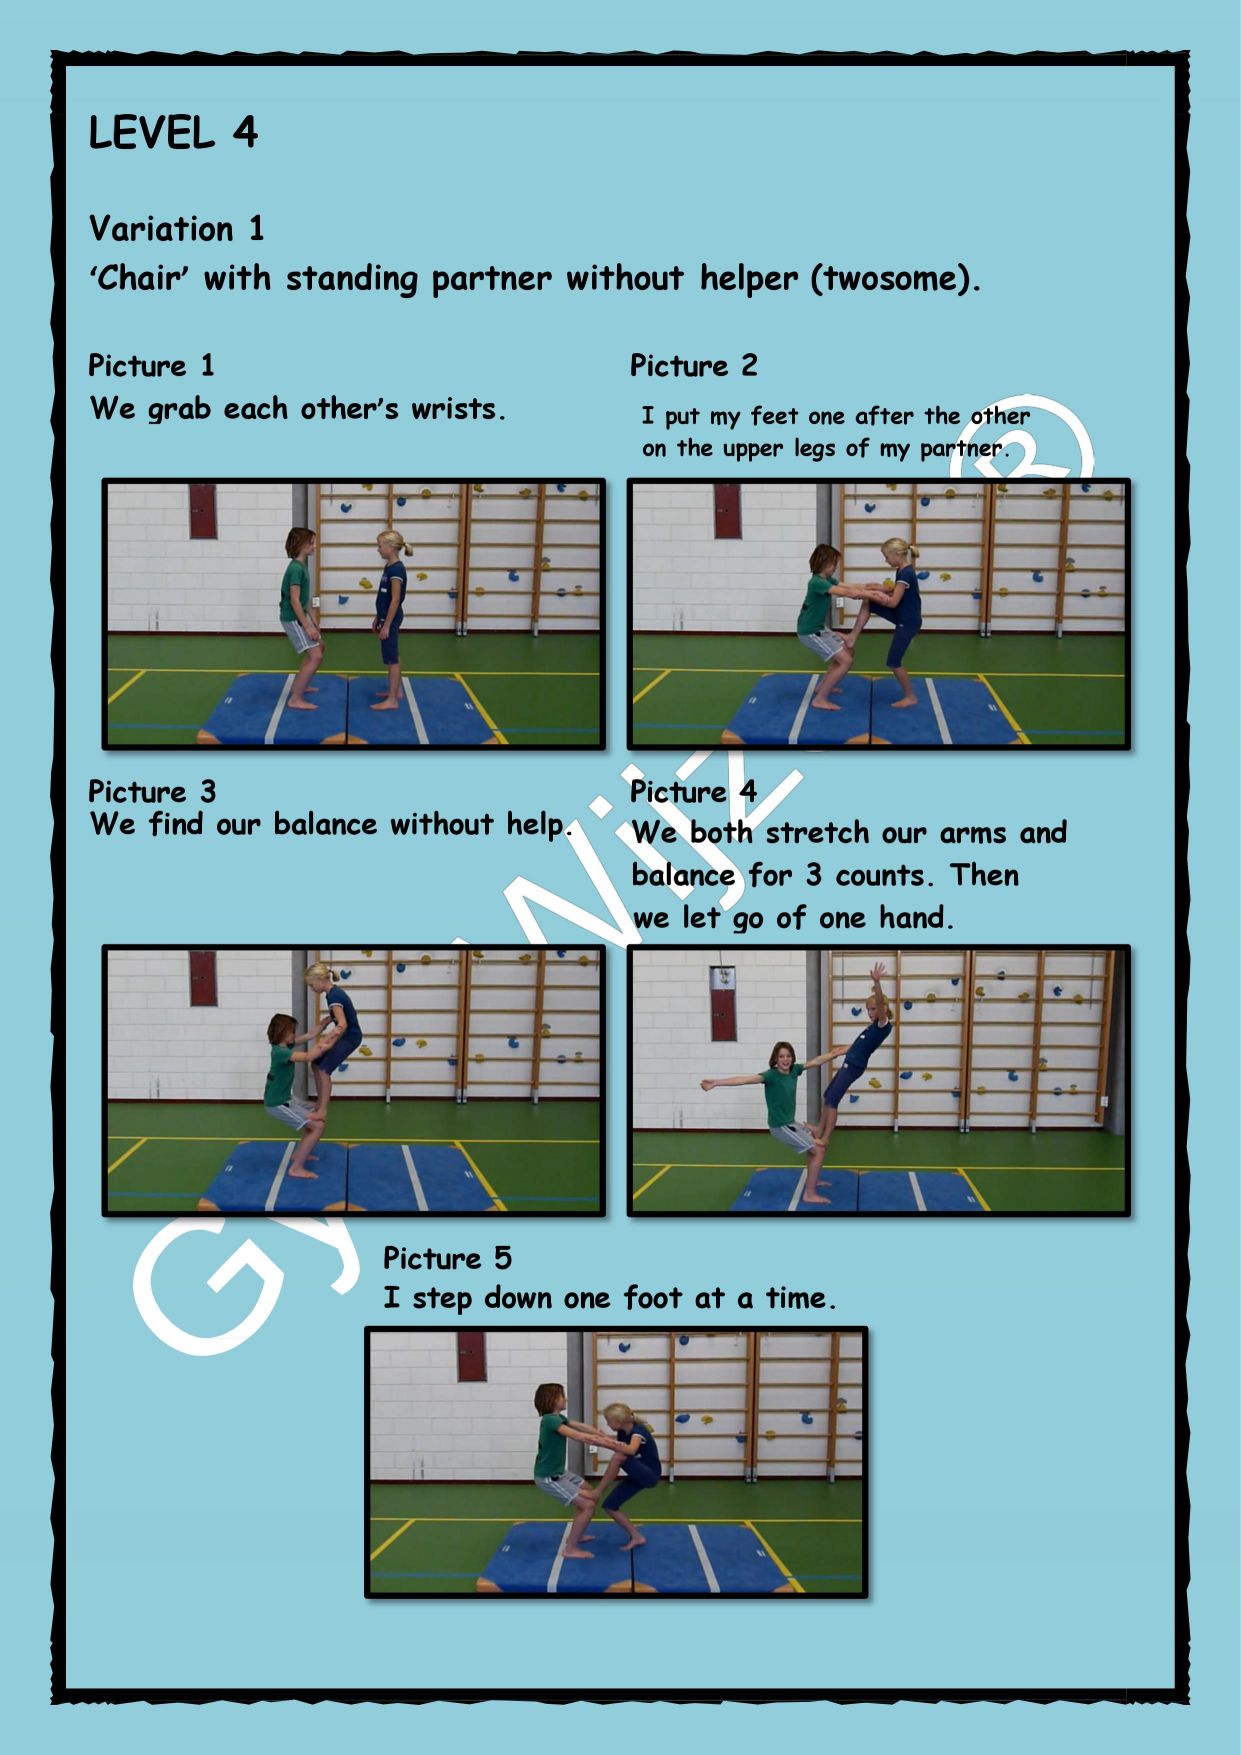 LEVEL 4
Variation 1
‘Chair’ with standing partner without helper (twosome).
Picture 1
We grab each other’s wrists.
Picture 2
I put my feet one after the other
on the upper legs of my partner.
Picture 3
We find our balance without help.
Picture 4
We both stretch our arms and
balance for 3 counts. Then
we let go of one hand.
Picture 5
I step down one foot at a time.